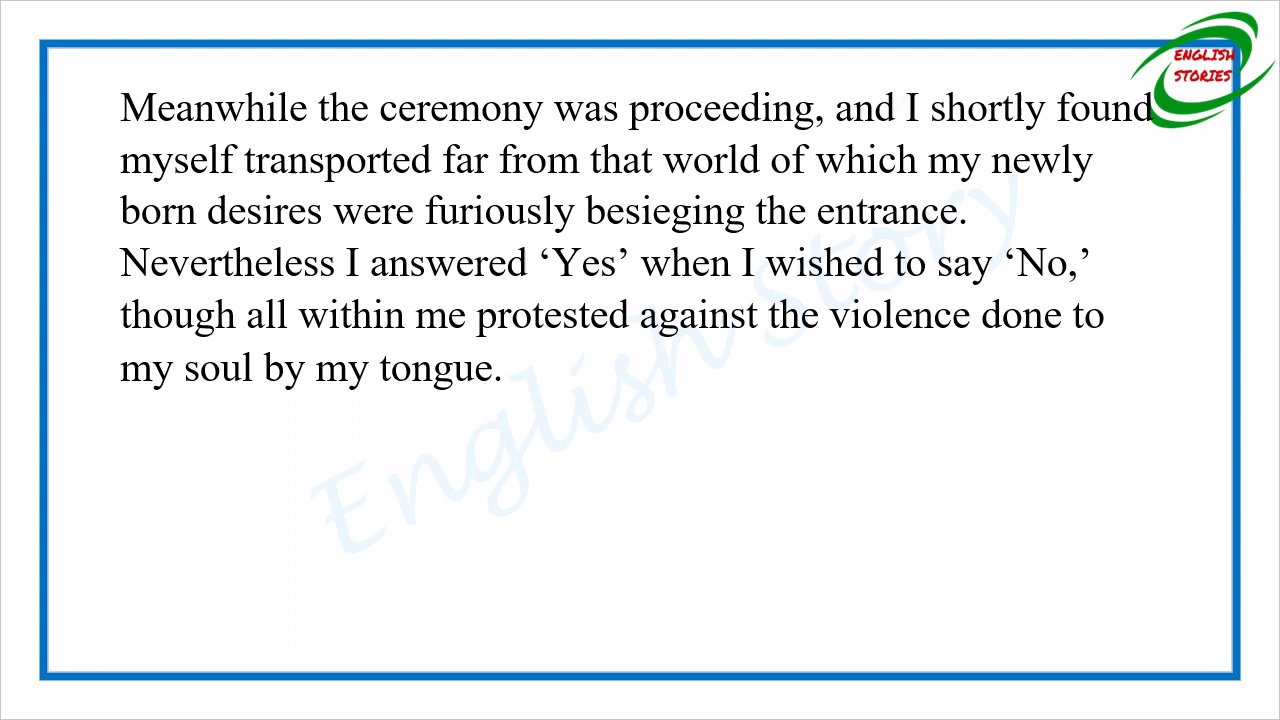 ENGLISH
STORIES
Meanwhile the ceremony was proceeding, and I shortly found
myself transported far from that world of which my newly
born desires were furiously besieging the entrance.
Nevertheless I answered ‘Yes’ when I wished to say ‘No,’
though all within me protested against the violence done to
my soul by my tongue.
English Story